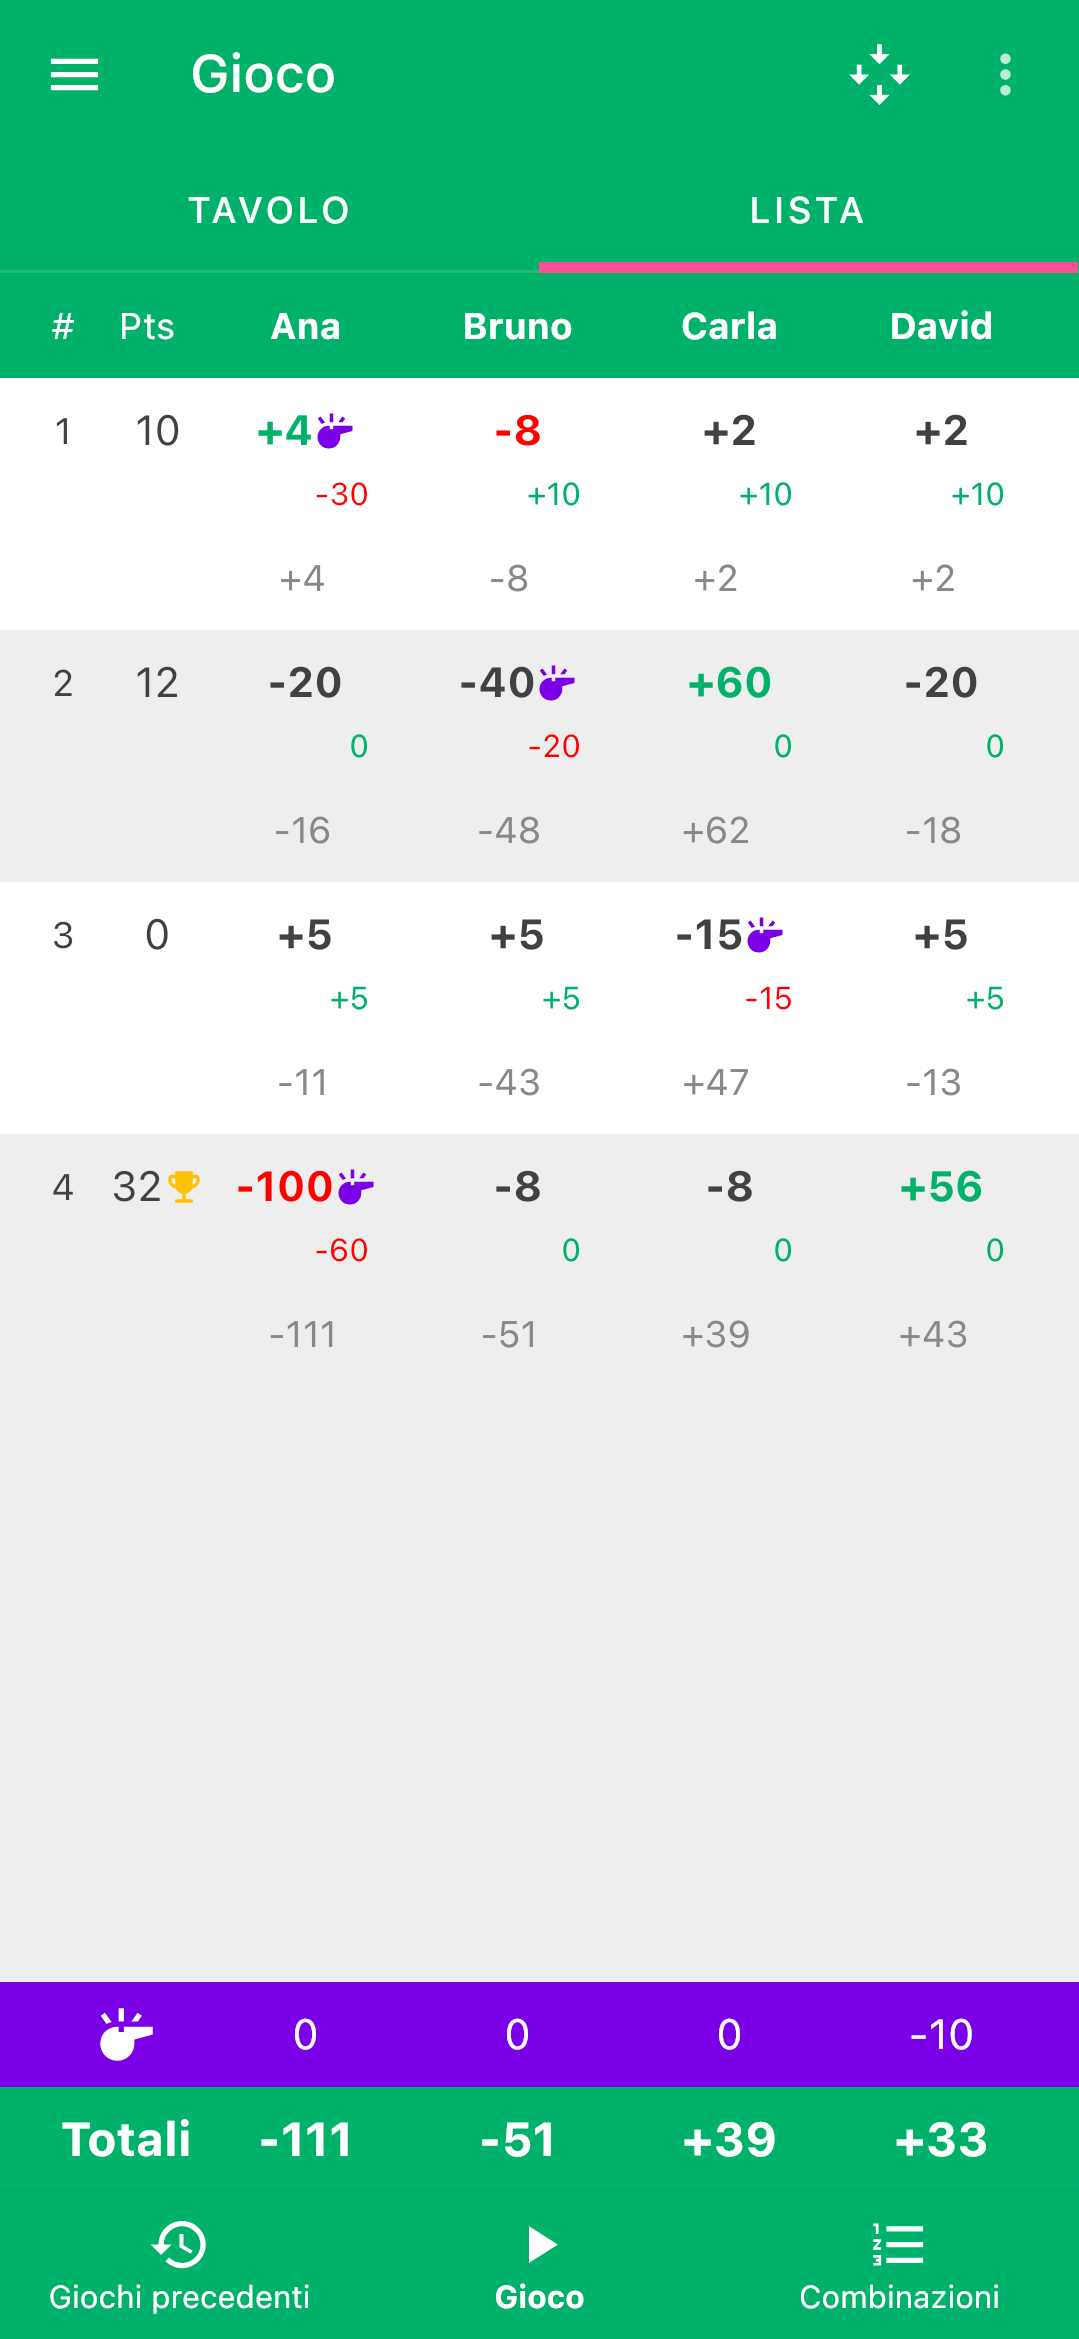 Gioco
TAVOLO LISTA
# Pts Ana Bruno Carla David
1 10 +4 -8 +2 +2
-30 +10 +10 +10
+4 -8 +2 +2
2 12 -20 -40 +60 -20
0 -20 0 0
-16 -48 +62 -18
3 0 +5 +5 -15 +5
+5 +5 -15 +5
-11 -43 +47 -13
4 32 -100 -8 -8 +56
-60 0 0 0
-111 -51 +39 +43
0 0 0 -10
Totali -111 -51 +39 +33
Giochi precedenti Gioco Combinazioni